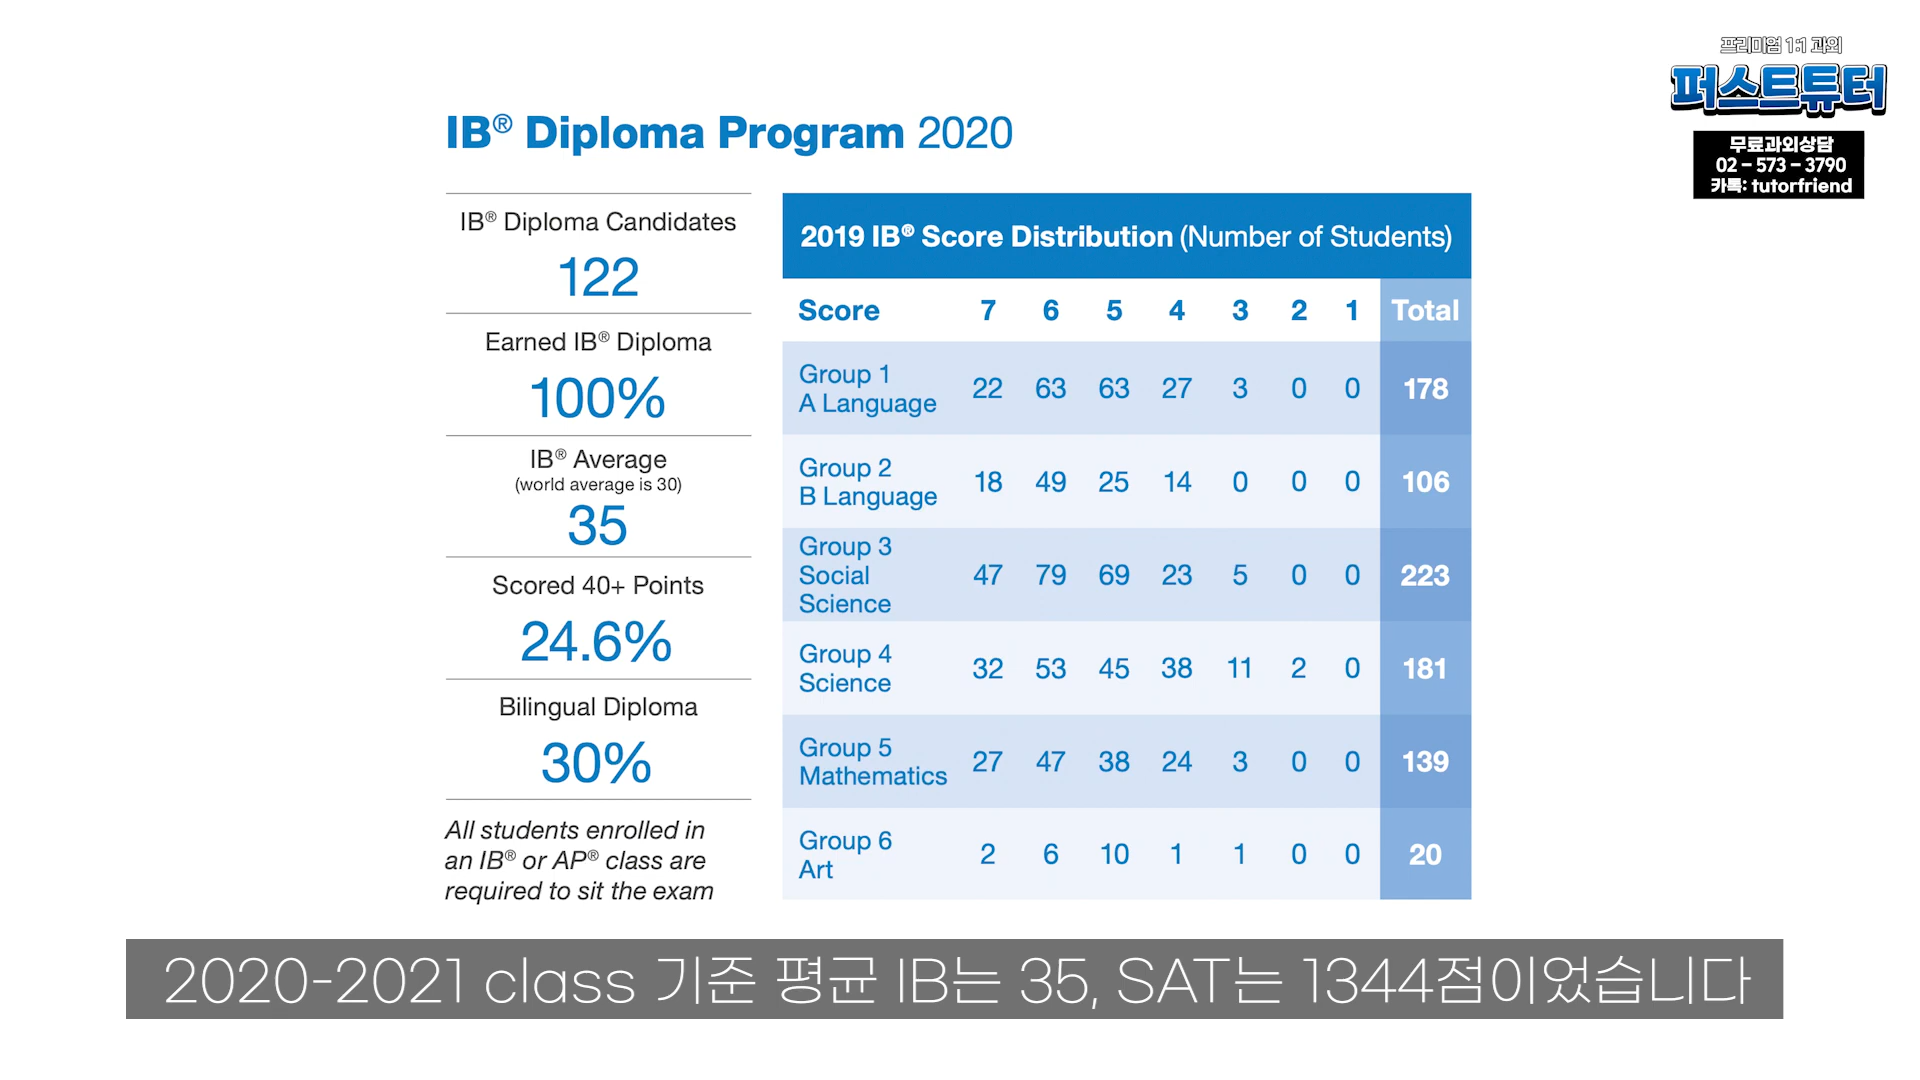 프리미엄 1:1 과외
퍼스트튜터
무료과외상담
02 - 573 - 3790
카톡: tutorfriend
IB® Diploma Program 2020
IB® Diploma Candidates
122
Earned IB® Diploma
100%
IB® Average
(world average is 30)
35
Scored 40+ Points
24.6%
Bilingual Diploma
30%
All students enrolled in
an IB® or AP® class are
required to sit the exam
2019 IB® Score Distribution (Number of Students)
Score 7 6 5 4 3 2 1 Total
Group 1
A Language 22 63 63 27 3 0 0 178
Group 2
B Language 18 49 25 14 0 0 0 106
Group 3
Social 47 79 69 23 5 0 0 223
Science
Group 4
Science 32 53 45 38 11 2 0 181
Group 5
Mathematics 27 47 38 24 3 0 0 139
Group 6
Art 2 6 10 1 1 0 0 20
2020-2021 class 기준 평균 IB는 35, SAT는 1344점이었습니다